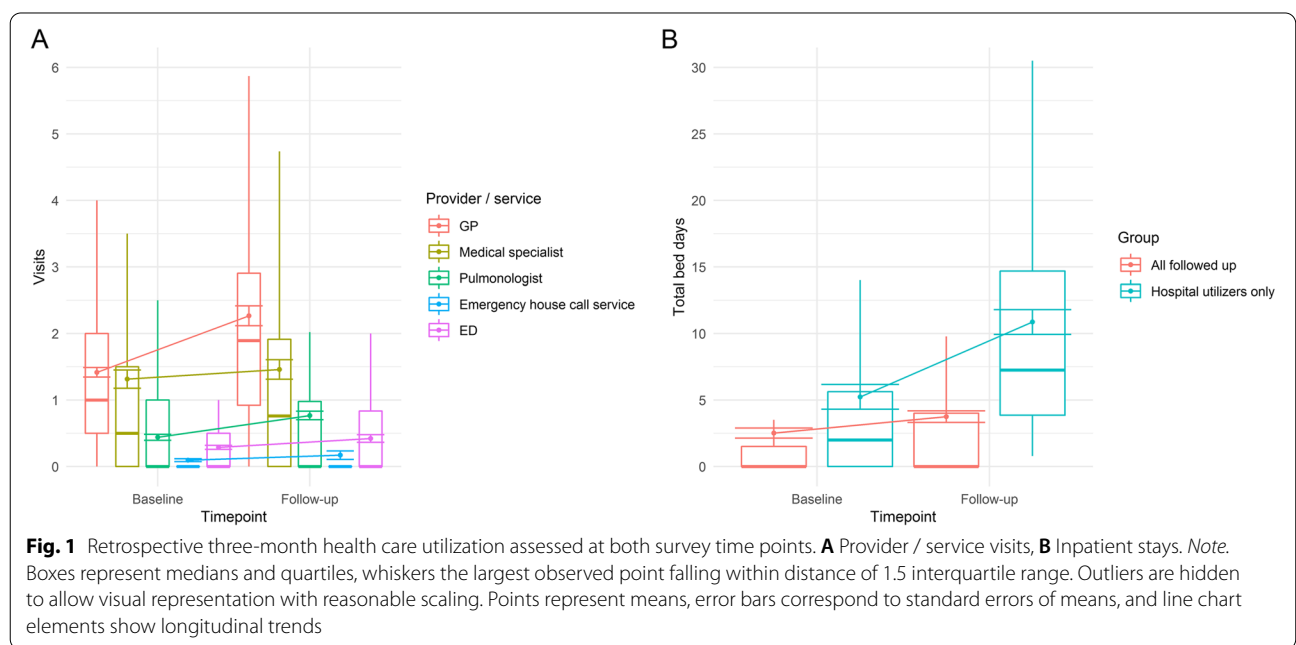 A
Visits
6
5
4
3
2
1
0
Baseline
Follow-up
Timepoint
Provider / service
GP
Medical specialist
Pulmonologist
Emergency house call service
ED
B
Total bed days
30
25
20
15
10
5
0
Baseline
Follow-up
Timepoint
Group
All followed up
Hospital utilizers only
Fig. 1 Retrospective three-month health care utilization assessed at both survey time points. A Provider / service visits, B Inpatient stays. Note.
Boxes represent medians and quartiles, whiskers the largest observed point falling within distance of 1.5 interquartile range. Outliers are hidden
to allow visual representation with reasonable scaling. Points represent means, error bars correspond to standard errors of means, and line chart
elements show longitudinal trends